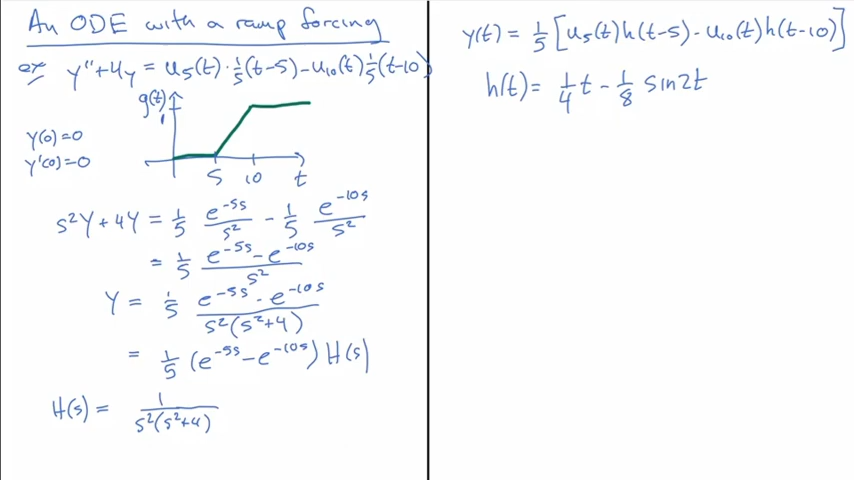 An ODE with a ramp forcing
ex y''+4y = u₅(t)·⅕(t-5) - u₁₀(t)⅕(t-10)
g(t)
1
y(0)=0
y'(0)=0
5 10 t
s²Y+4Y = 1/5 e^{-5s}/s² - 1/5 e^{-10s}/s²
= 1/5 (e^{-5s} - e^{-10s})/s²
Y = 1/5 (e^{-5s} - e^{-10s})/(s²(s²+4))
= 1/5 (e^{-5s} - e^{-10s}) H(s)
H(s) = 1/(s²(s²+4))
y(t) = 1/5 [u₅(t)h(t-5) - u₁₀(t)h(t-10)]
h(t) = 1/4 t - 1/8 sin2t